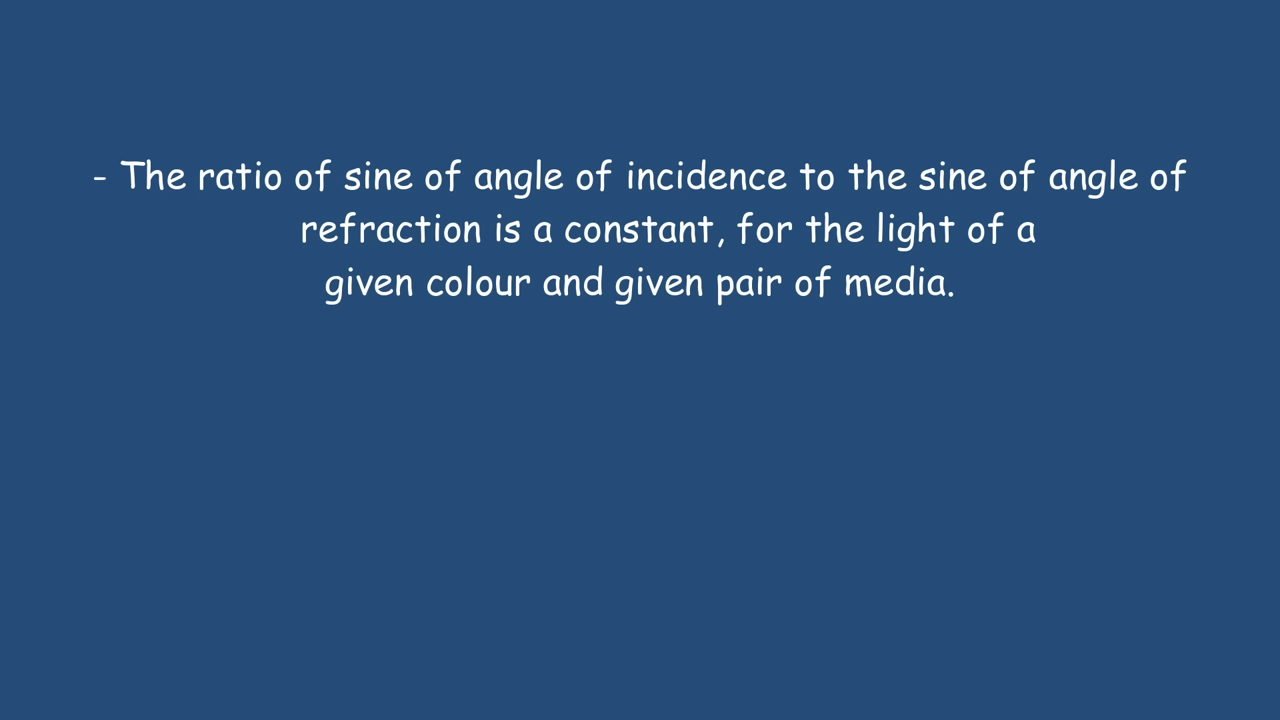 - The ratio of sine of angle of incidence to the sine of angle of
refraction is a constant, for the light of a
given colour and given pair of media.